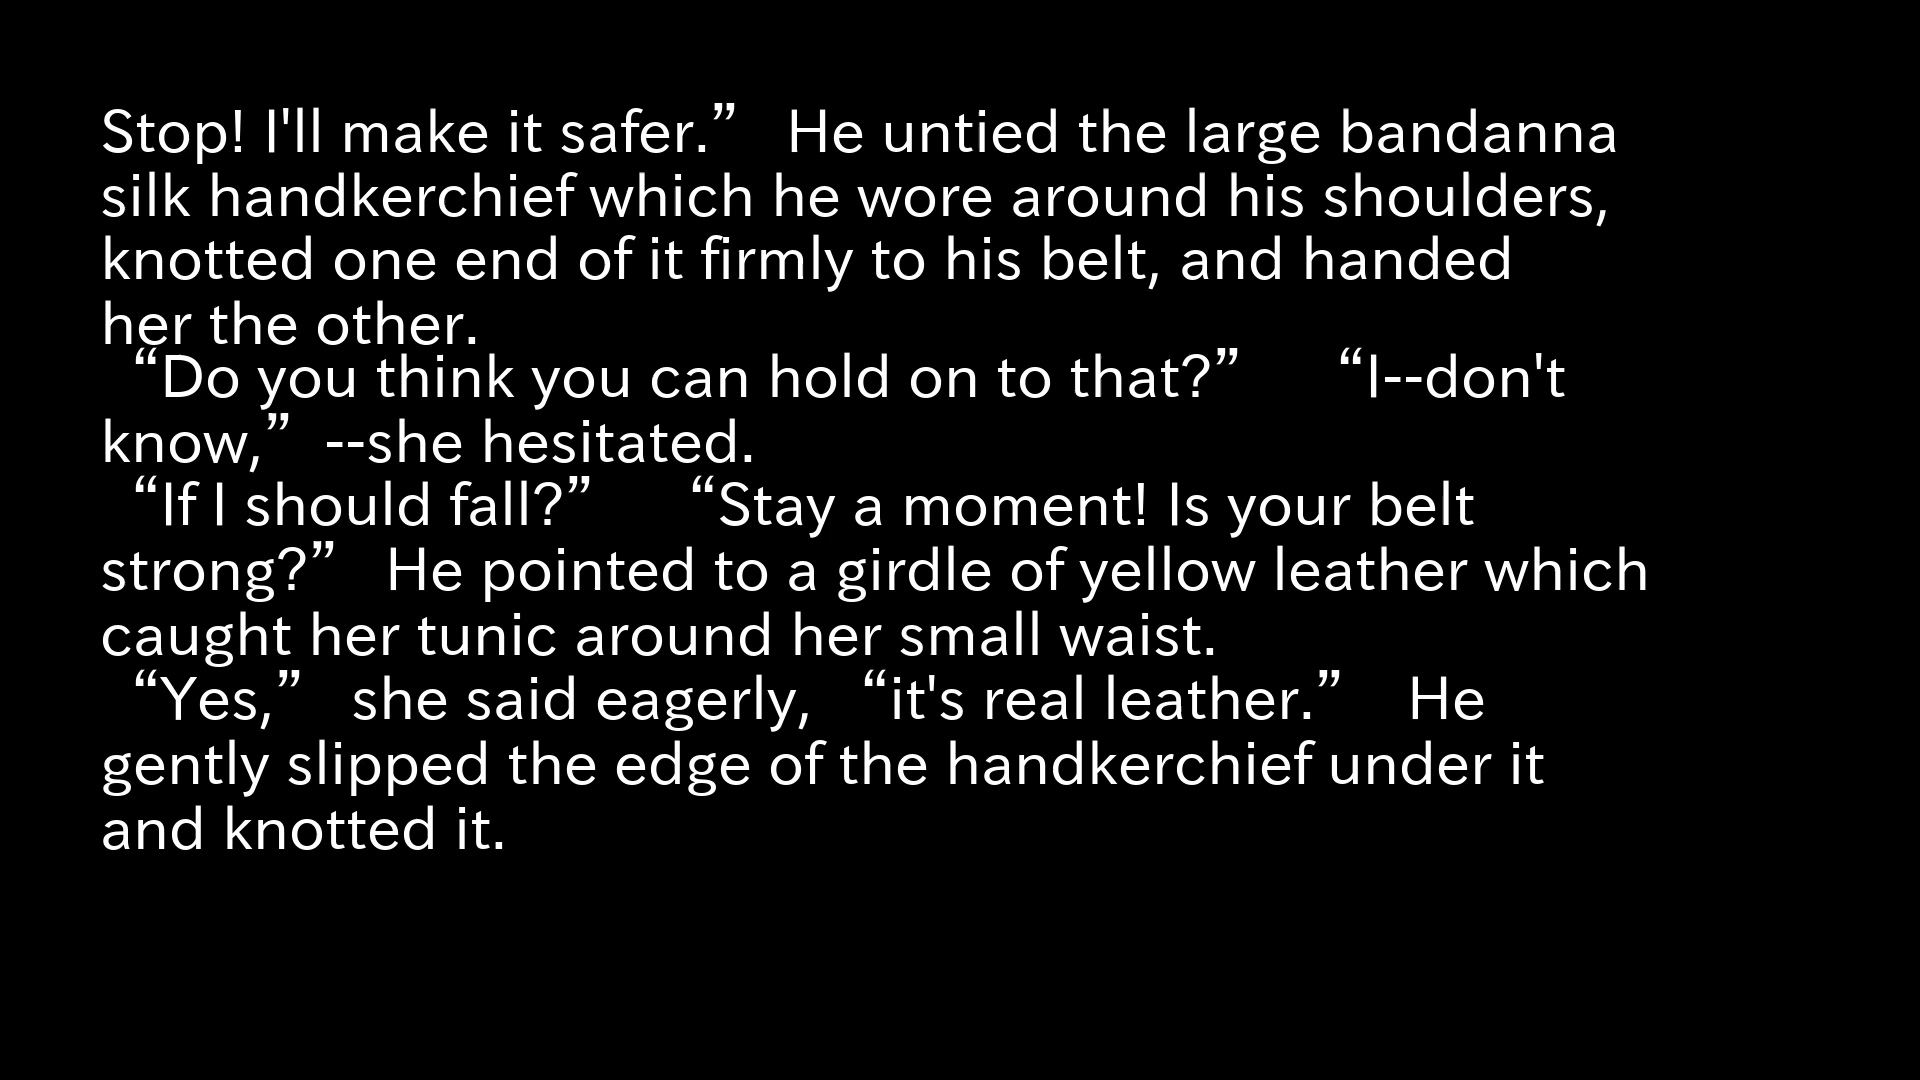 Stop! I'll make it safer.” He untied the large bandanna
silk handkerchief which he wore around his shoulders,
knotted one end of it firmly to his belt, and handed
her the other.
“Do you think you can hold on to that?” “I--don't
know,” --she hesitated.
“If I should fall?” “Stay a moment! Is your belt
strong?” He pointed to a girdle of yellow leather which
caught her tunic around her small waist.
“Yes,” she said eagerly, “it's real leather.” He
gently slipped the edge of the handkerchief under it
and knotted it.